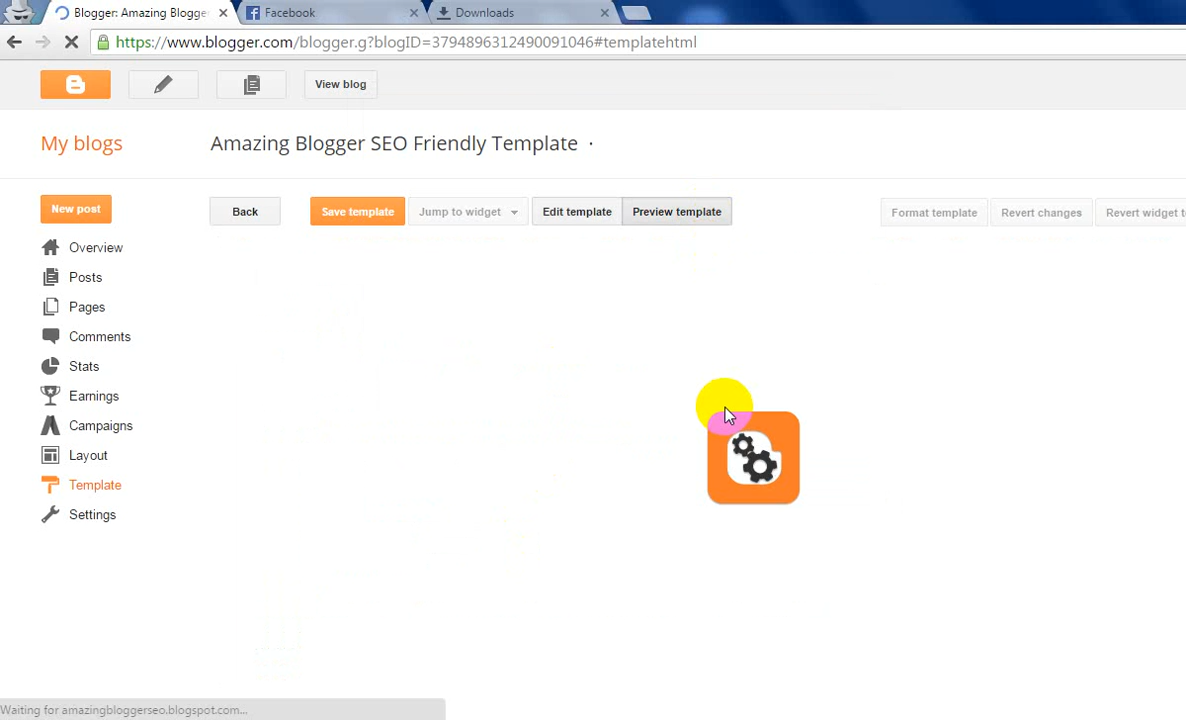 Blogger: Amazing Blogge
Facebook
Downloads
https://www.blogger.com/blogger.g?blogID=3794896312490091046#templatehtml
View blog
My blogs
Amazing Blogger SEO Friendly Template ·
New post
Back
Save template
Jump to widget
Edit template
Preview template
Format template
Revert changes
Revert widget t
Overview
Posts
Pages
Comments
Stats
Earnings
Campaigns
Layout
Template
Settings
Waiting for amazingbloggerseo.blogspot.com...